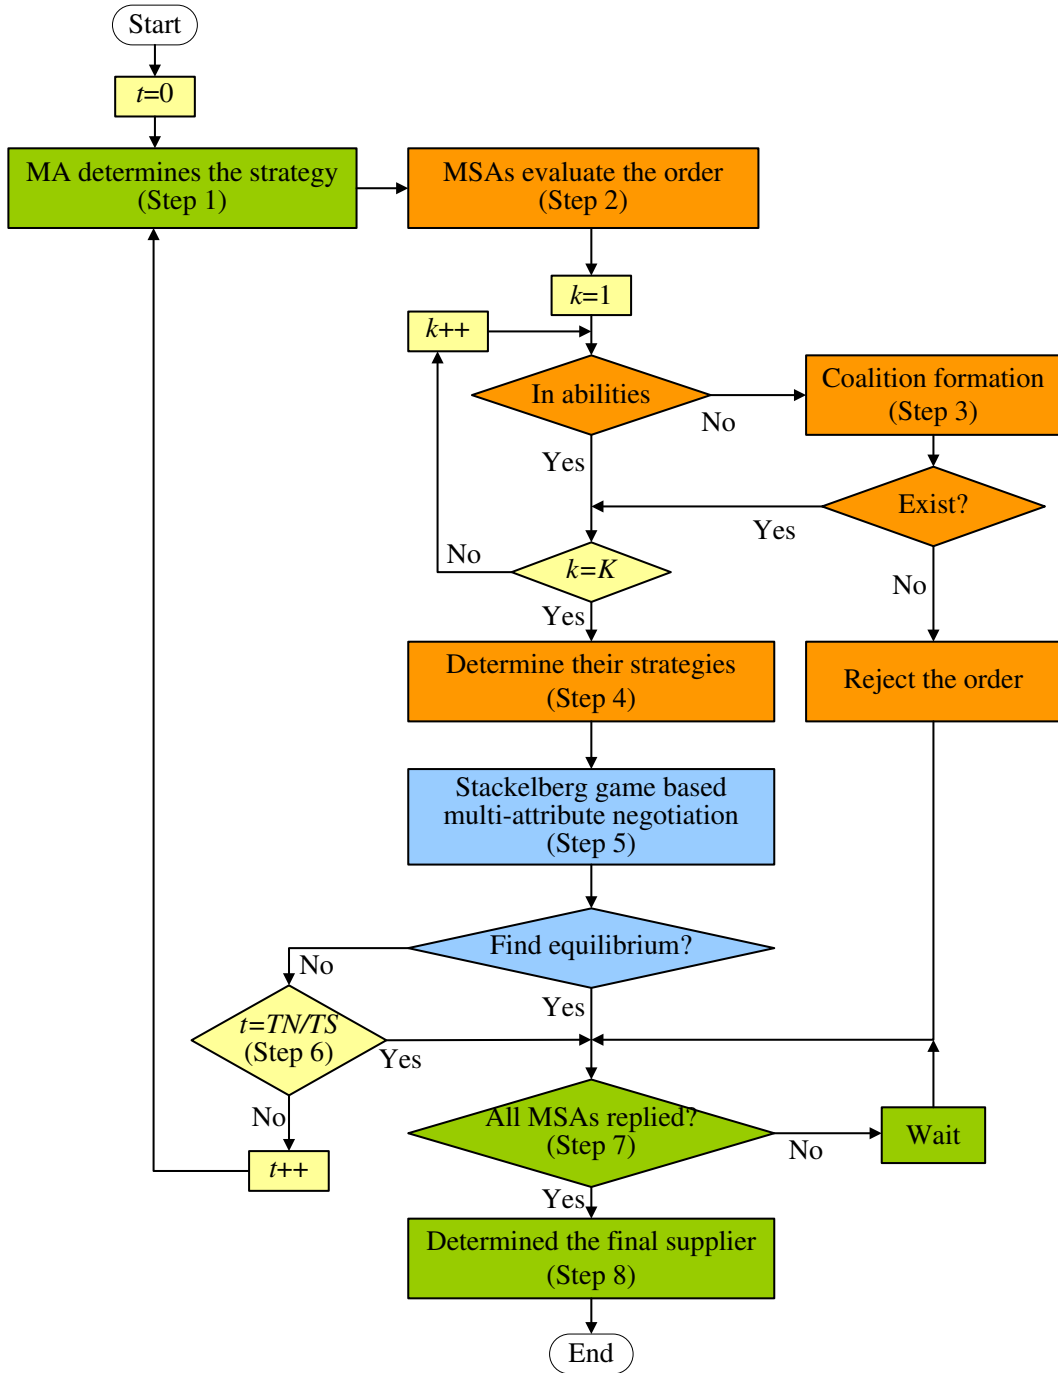 Start
t=0
MA determines the strategy
(Step 1)
MSAs evaluate the order
(Step 2)
k=1
k++
In abilities
No
Coalition formation
(Step 3)
Yes
Exist?
Yes
No
k=K
No
Yes
Determine their strategies
(Step 4)
Reject the order
Stackelberg game based
multi-attribute negotiation
(Step 5)
Find equilibrium?
No
Yes
t=TN/TS
(Step 6)
Yes
No
t++
All MSAs replied?
(Step 7)
No
Wait
Yes
Determined the final supplier
(Step 8)
End